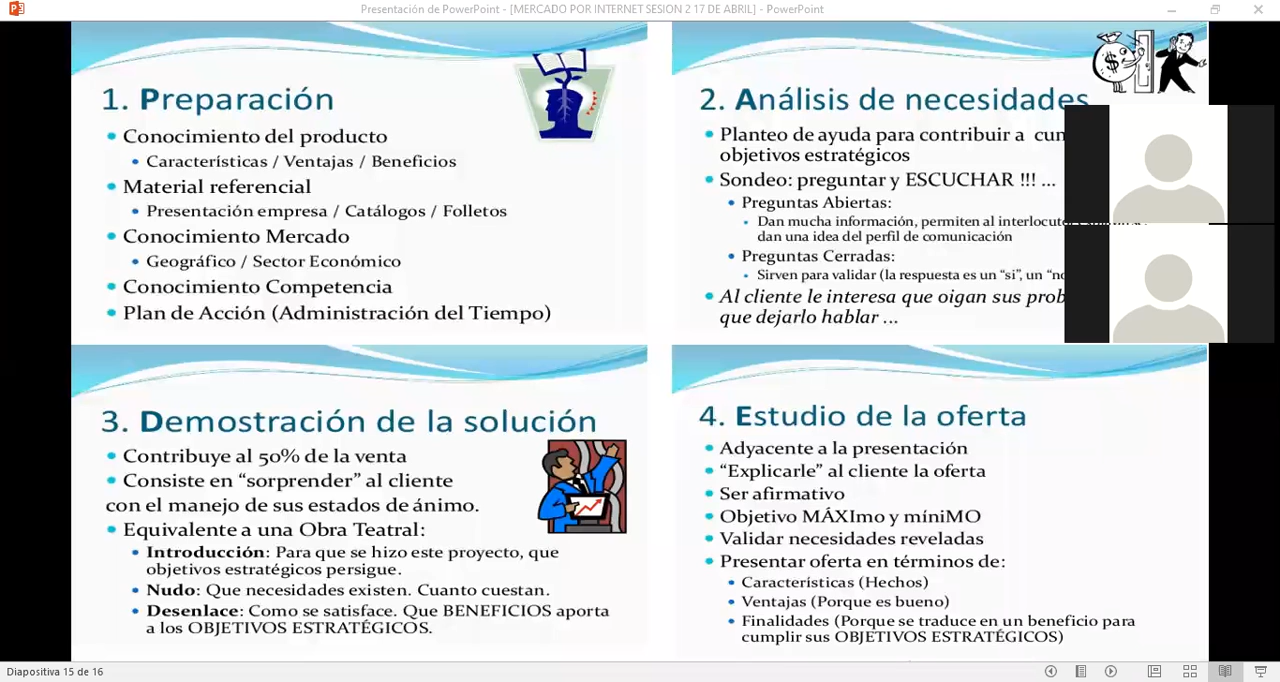 Presentación de PowerPoint - [MERCADO POR INTERNET SESION 2 17 DE ABRIL] - PowerPoint
1. Preparación
Conocimiento del producto
Características / Ventajas / Beneficios
Material referencial
Presentación empresa / Catálogos / Folletos
Conocimiento Mercado
Geográfico / Sector Económico
Conocimiento Competencia
Plan de Acción (Administración del Tiempo)
2. Análisis de necesidades
Planteo de ayuda para contribuir a
objetivos estratégicos
Sondeo: preguntar y ESCUCHAR !!! ...
Preguntas Abiertas:
Dan mucha información, permiten al
dan una idea del perfil de comunicación
Preguntas Cerradas:
Sirven para validar (la respuesta es un “si”, un
Al cliente le interesa que oigan sus
que dejarlo hablar ...
3. Demostración de la solución
Contribuye al 50% de la venta
Consiste en “sorprender” al cliente
con el manejo de sus estados de ánimo.
Equivalente a una Obra Teatral:
Introducción: Para que se hizo este proyecto, que
objetivos estratégicos persigue.
Nudo: Que necesidades existen. Cuanto cuestan.
Desenlace: Como se satisface. Que BENEFICIOS aporta
a los OBJETIVOS ESTRATÉGICOS.
4. Estudio de la oferta
Adyacente a la presentación
“Explicarle” al cliente la oferta
Ser afirmativo
Objetivo MÁXImo y míniMO
Validar necesidades reveladas
Presentar oferta en términos de:
Características (Hechos)
Ventajas (Porque es bueno)
Finalidades (Porque se traduce en un beneficio para
cumplir sus OBJETIVOS ESTRATÉGICOS)
Diapositiva 15 de 16